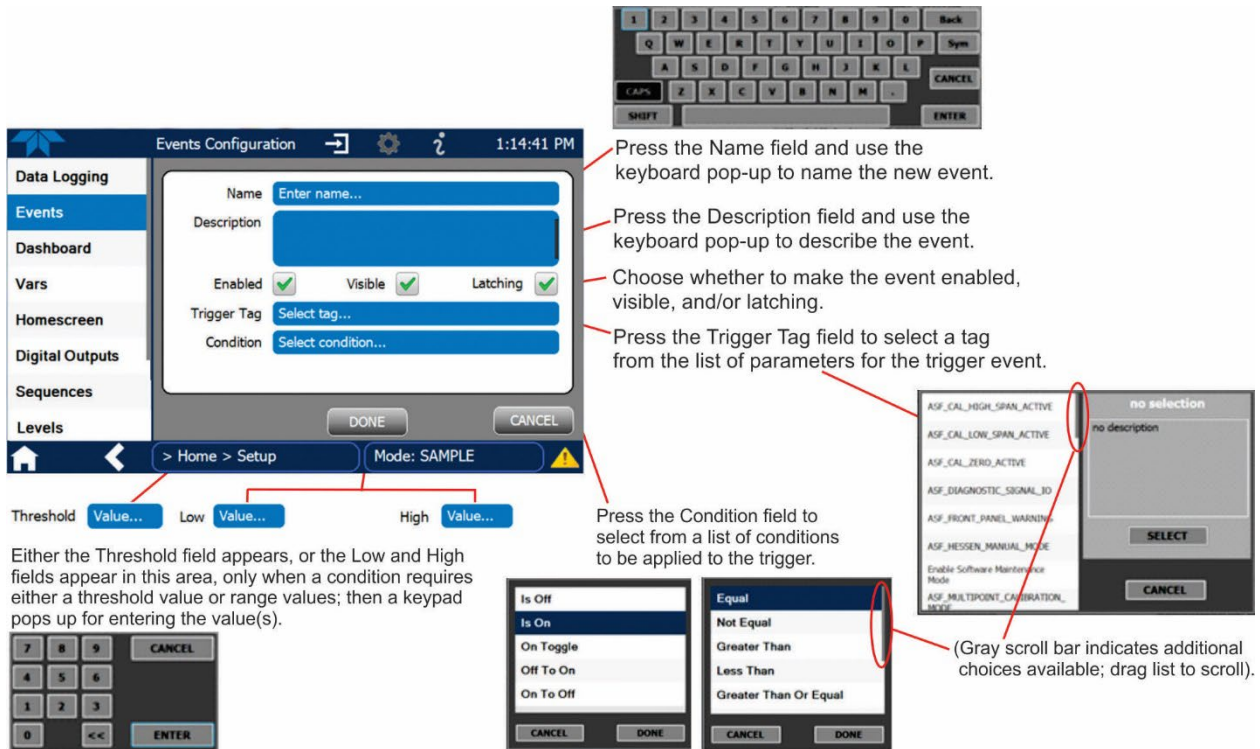 1 2 3 4 5 6 7 8 9 0 Back
Q W E R T Y U I O P Sym
A S D F G H J K L CANCEL
CAPS Z X C V B N M .
SHIFT ENTER
Events Configuration 1:14:41 PM
Data Logging
Events
Dashboard
Vars
Homescreen
Digital Outputs
Sequences
Levels
Name Enter name...
Description
Enabled Visible Latching
Trigger Tag Select tag...
Condition Select condition...
DONE CANCEL
> Home > Setup Mode: SAMPLE
Press the Name field and use the
keyboard pop-up to name the new event.
Press the Description field and use the
keyboard pop-up to describe the event.
Choose whether to make the event enabled,
visible, and/or latching.
Press the Trigger Tag field to select a tag
from the list of parameters for the trigger event.
ASF_CAL_HIGH_SPAN_ACTIVE
ASF_CAL_LOW_SPAN_ACTIVE
ASF_CAL_ZERO_ACTIVE
ASF_DIAGNOSTIC_SIGNAL_IO
ASF_FRONT_PANEL_WARNING
ASF_HESSEN_MANUAL_MODE
Enable Software Maintenance
Mode
ASF_MULTIPOINT_CALIBRATION_
MODE
no selection
no description
SELECT
CANCEL
Threshold Value... Low Value... High Value...
Either the Threshold field appears, or the Low and High
fields appear in this area, only when a condition requires
either a threshold value or range values; then a keypad
pops up for entering the value(s).
7 8 9 CANCEL
4 5 6
1 2 3
0 << ENTER
Press the Condition field to
select from a list of conditions
to be applied to the trigger.
Is Off
Is On
On Toggle
Off To On
On To Off
CANCEL DONE
Equal
Not Equal
Greater Than
Less Than
Greater Than Or Equal
CANCEL DONE
(Gray scroll bar indicates additional
choices available; drag list to scroll).